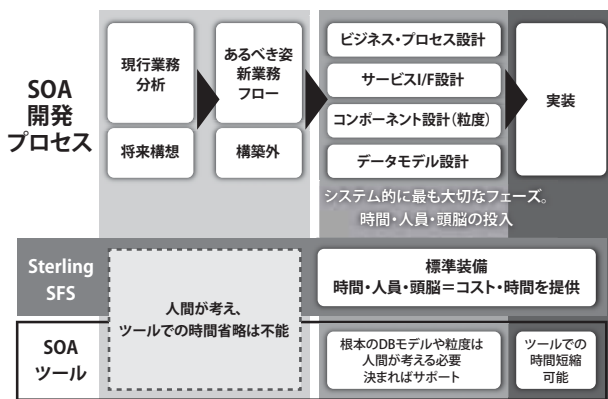 SOA
開発
プロセス
現行業務
分析
将来構想
あるべき姿
新業務
フロー
構築外
ビジネス・プロセス設計
サービスI/F設計
コンポーネント設計（粒度）
データモデル設計
実装
システム的に最も大切なフェーズ。
時間・人員・頭脳の投入
Sterling
SFS
人間が考え、
ツールでの時間省略は不能
標準装備
時間・人員・頭脳＝コスト・時間を提供
SOA
ツール
根本のDBモデルや粒度は
人間が考える必要
決まればサポート
ツールでの
時間短縮
可能